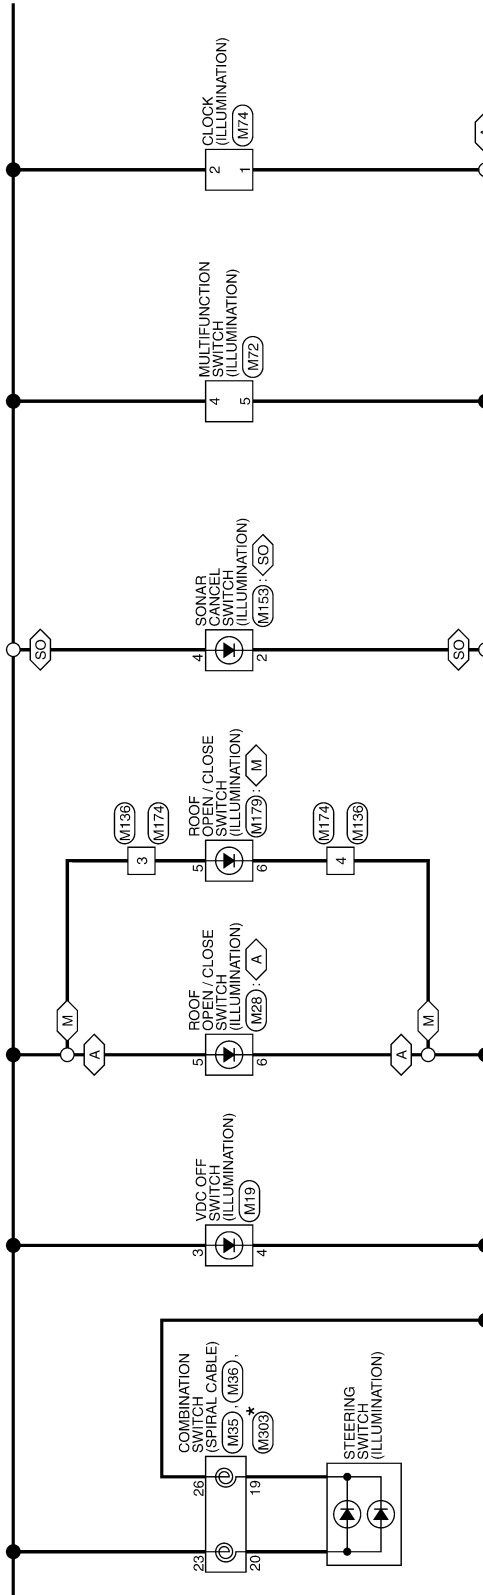 CLOCK
(ILLUMINATION)
M74
2
1
A
MULTIFUNCTION
SWITCH
(ILLUMINATION)
M72
4
5
SONAR
CANCEL
SWITCH
(ILLUMINATION)
M153 : SO
SO
4
2
SO
M136
M174
3
ROOF
OPEN / CLOSE
SWITCH
(ILLUMINATION)
M179 : M
5
6
M174
M136
4
M
M
ROOF
OPEN / CLOSE
SWITCH
(ILLUMINATION)
M28 : A
A
5
6
A
VDC OFF
SWITCH
(ILLUMINATION)
M19
3
4
COMBINATION
SWITCH
(SPIRAL CABLE)
M35 , M36 ,
*
M303
26
19
23
20
STEERING
SWITCH
(ILLUMINATION)